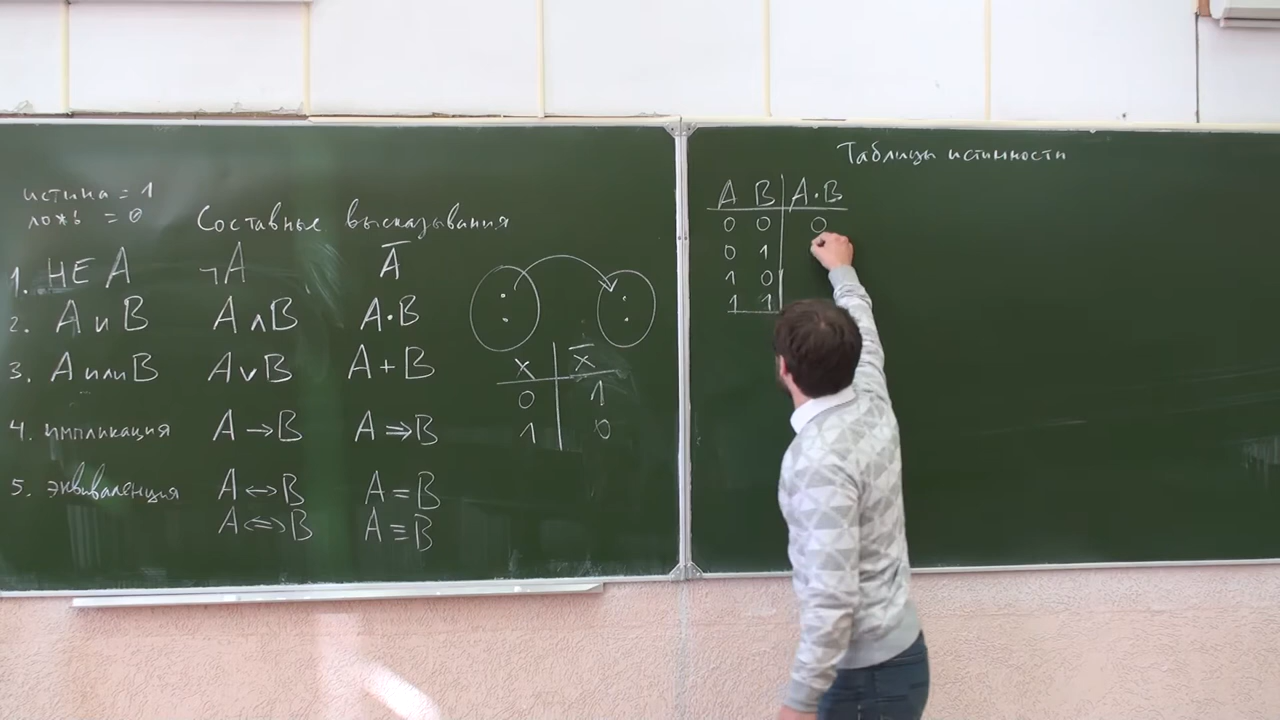 истина = 1
ложь = 0
Составные высказывания
1. НЕ A ¬A A̅
2. A и B A∧B A·B
3. A или B A∨B A+B
4. импликация A→B A⇒B
5. эквиваленция A↔B A=B
A⇔B A≡B
x x̅
0 1
1 0
Таблицы истинности
A B A·B
0 0 0
0 1
1 0
1 1